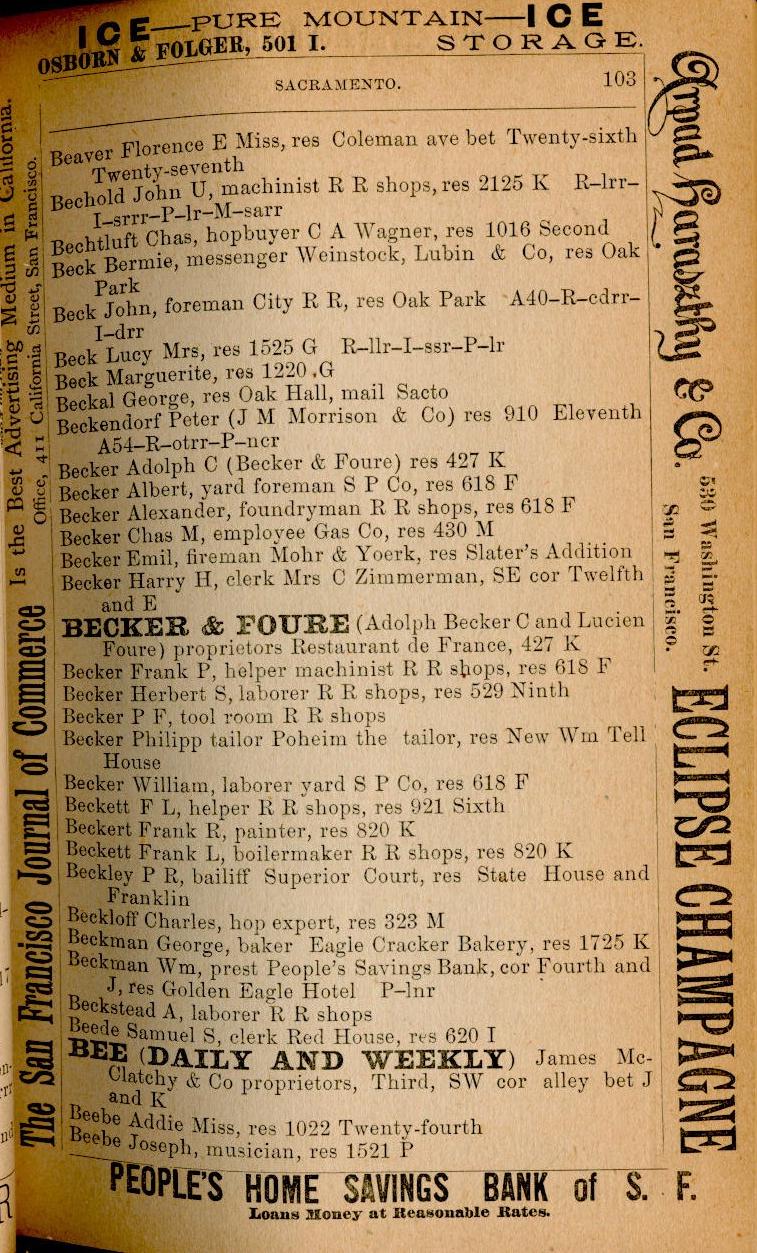 ICE—PURE MOUNTAIN—ICE
OSBORN & FOLGER, 501 I. STORAGE.
SACRAMENTO. 103
Beaver Florence E Miss, res Coleman ave bet Twenty-sixth
Twenty-seventh
Bechold John U, machinist R R shops, res 2125 K R-lrr-
I-srrr-P-lr-M-sarr
Bechtluft Chas, hopbuyer C A Wagner, res 1016 Second
Beck Bermie, messenger Weinstock, Lubin & Co, res Oak
Park
Beck John, foreman City R R, res Oak Park A40-R-cdrr-
I-drr
Beck Lucy Mrs, res 1525 G R-llr-I-ssr-P-lr
Beck Marguerite, res 1220 .G
Beckal George, res Oak Hall, mail Sacto
Beckendorf Peter (J M Morrison & Co) res 910 Eleventh
A54-R-otrr-P-ncr
Becker Adolph C (Becker & Foure) res 427 K
Becker Albert, yard foreman S P Co, res 618 F
Becker Alexander, foundryman R R shops, res 618 F
Becker Chas M, employee Gas Co, res 430 M
Becker Emil, fireman Mohr & Yoerk, res Slater's Addition
Becker Harry H, clerk Mrs C Zimmerman, SE cor Twelfth
and E
BECKER & FOURE (Adolph Becker C and Lucien
Foure) proprietors Restaurant de France, 427 K
Becker Frank P, helper machinist R R shops, res 618 F
Becker Herbert S, laborer R R shops, res 529 Ninth
Becker P F, tool room R R shops
Becker Philipp tailor Poheim the tailor, res New Wm Tell
House
Becker William, laborer yard S P Co, res 618 F
Beckett F L, helper R R shops, res 921 Sixth
Beckert Frank R, painter, res 820 K
Beckett Frank L, boilermaker R R shops, res 820 K
Beckley P R, bailiff Superior Court, res State House and
Franklin
Beckloff Charles, hop expert, res 323 M
Beckman George, baker Eagle Cracker Bakery, res 1725 K
Beckman Wm, prest People's Savings Bank, cor Fourth and
J, res Golden Eagle Hotel P-lnr
Beckstead A, laborer R R shops
Beede Samuel S, clerk Red House, res 620 I
BEE (DAILY AND WEEKLY) James Mc-
Clatchy & Co proprietors, Third, SW cor alley bet J
and K
Beebe Addie Miss, res 1022 Twenty-fourth
Beebe Joseph, musician, res 1521 P
PEOPLE'S HOME SAVINGS BANK of S. F.
Loans Money at Reasonable Rates.
The San Francisco Journal of Commerce Is the Best Advertising Medium in California.
Office, 411 California Street, San Francisco.
Arpad Haraszthy & Co. 530 Washington St.
San Francisco.
ECLIPSE CHAMPAGNE